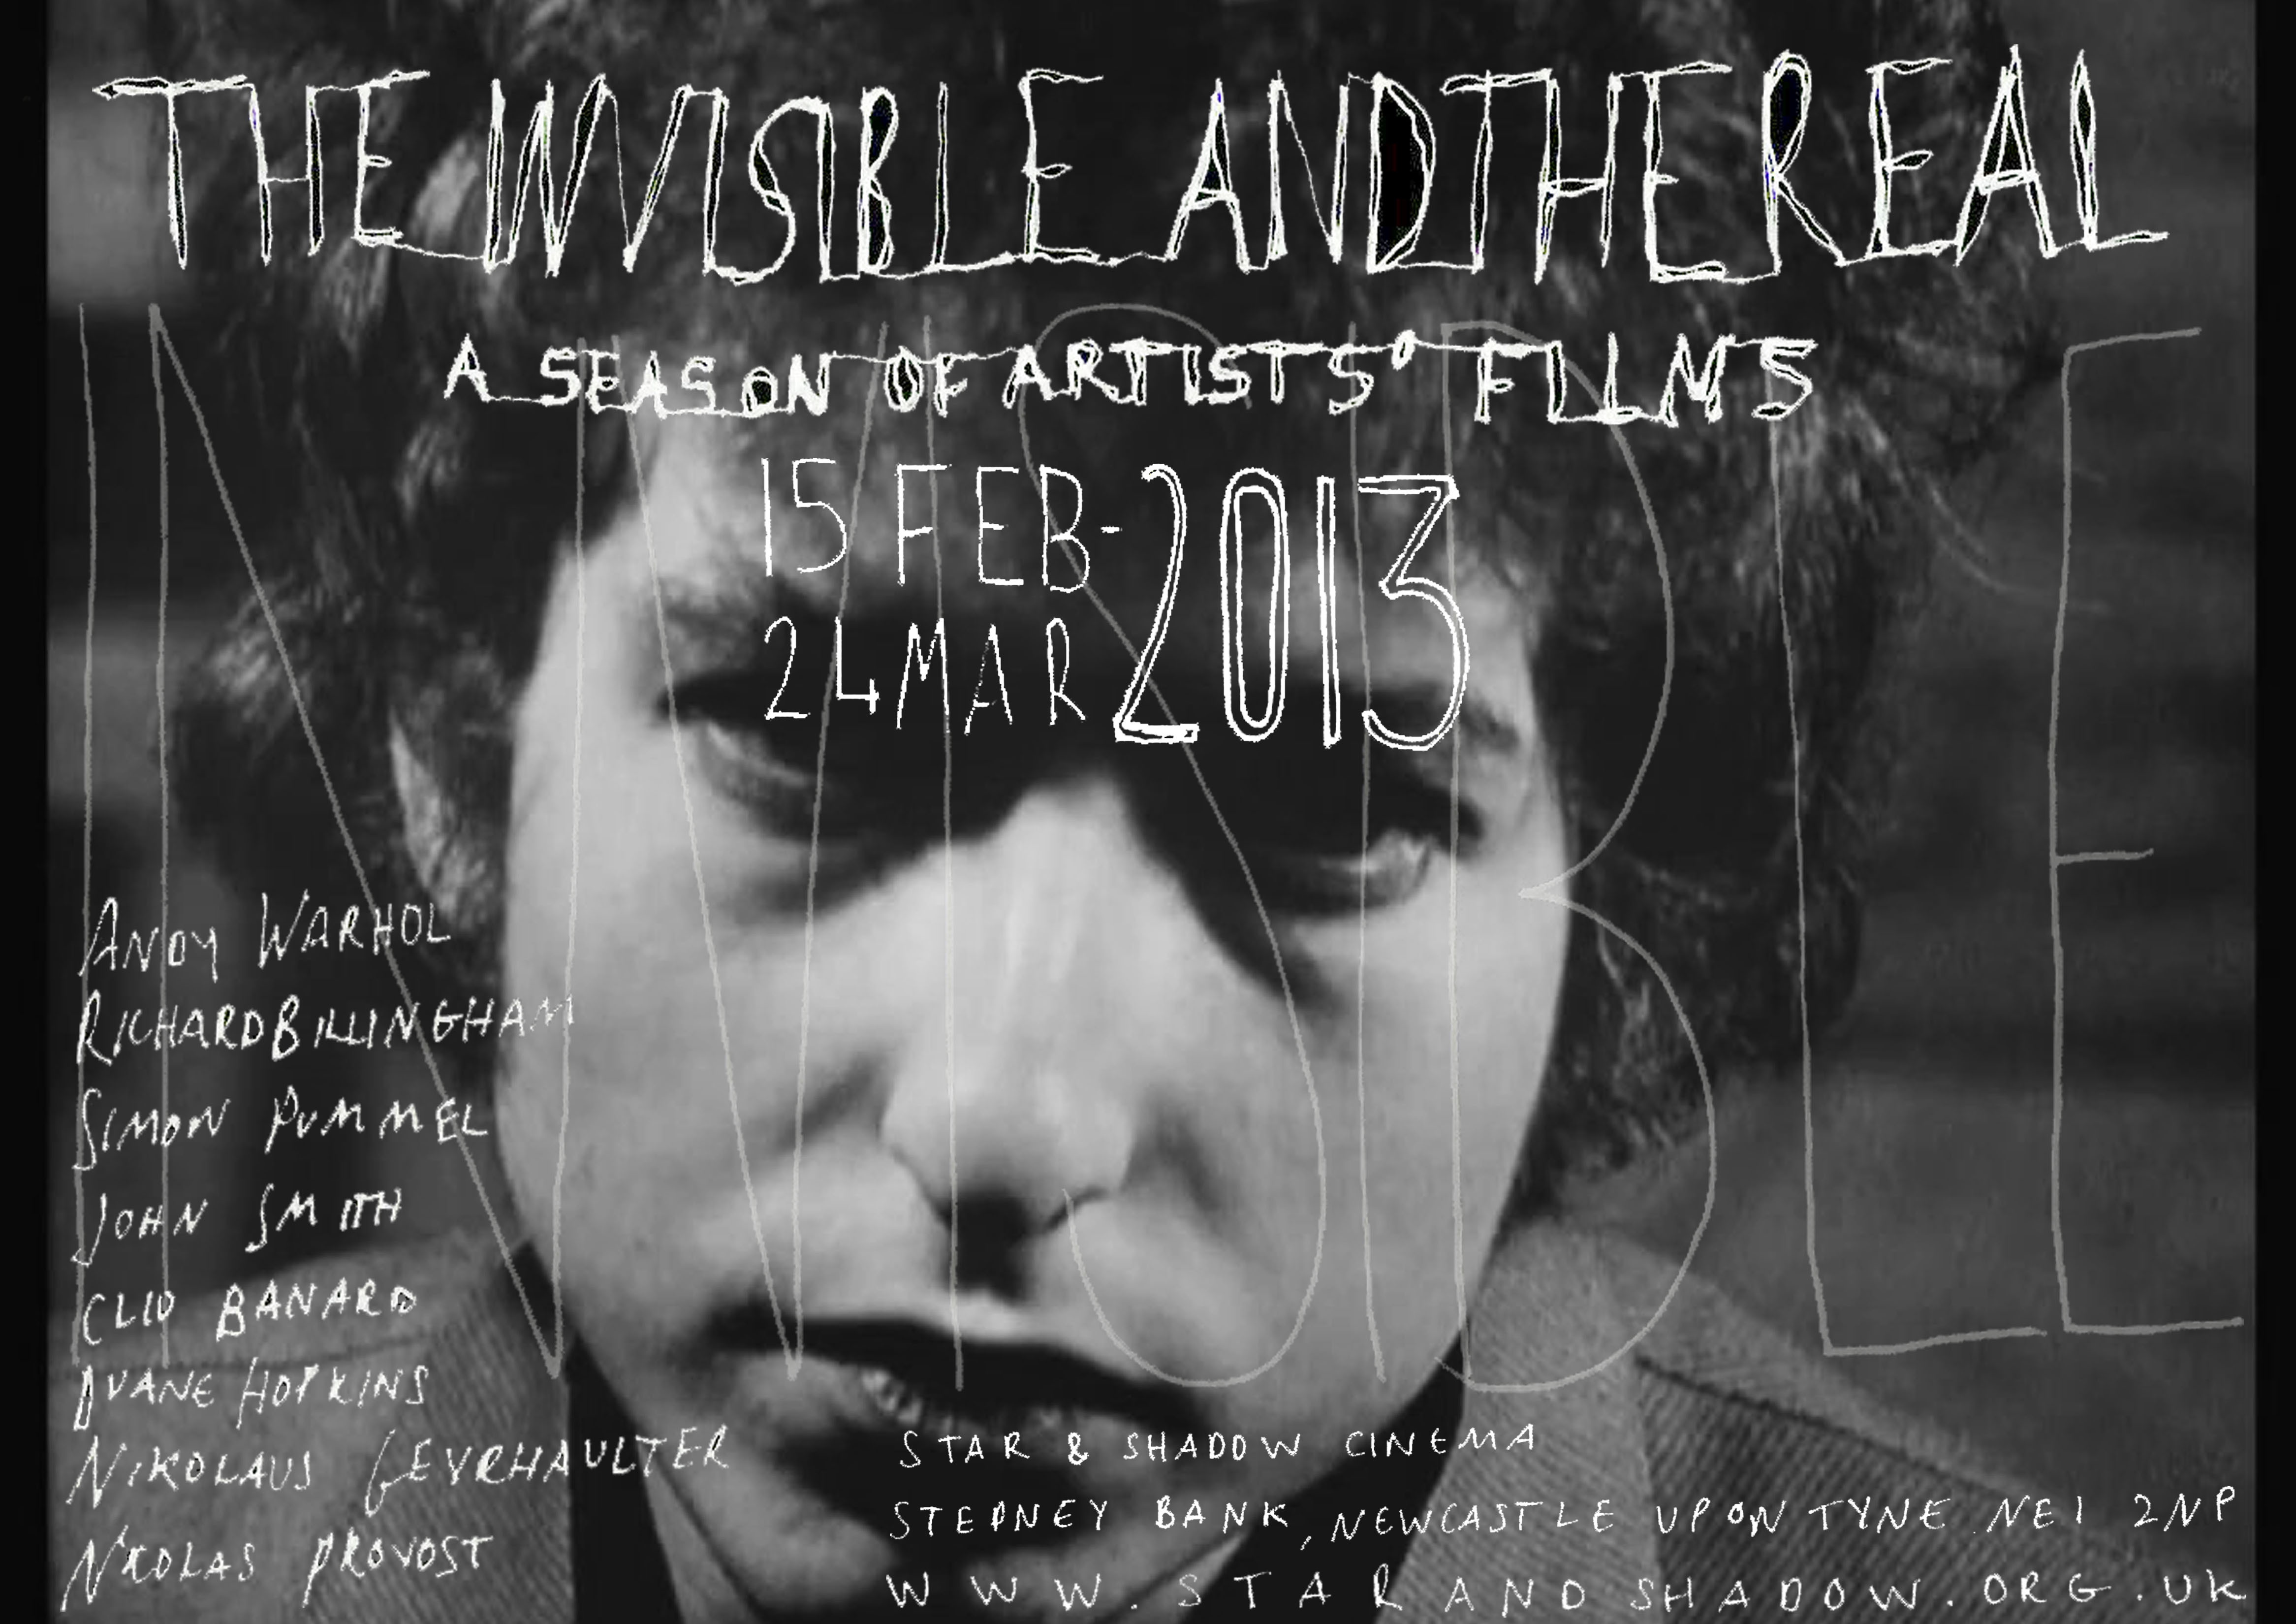 THE INVISIBLE AND THE REAL
A SEASON OF ARTISTS' FILMS
15 FEB-
24 MAR
2013
INVISIBLE
ANDY WARHOL
RICHARD BILLINGHAM
SIMON PUMMEL
JOHN SMITH
CLIO BANARD
DUANE HOPKINS
NIKOLAUS GEYRHAULTER
NICOLAS PROVOST
STAR & SHADOW CINEMA
STEPNEY BANK, NEWCASTLE UPON TYNE NE1 2NP
WWW.STARANDSHADOW.ORG.UK